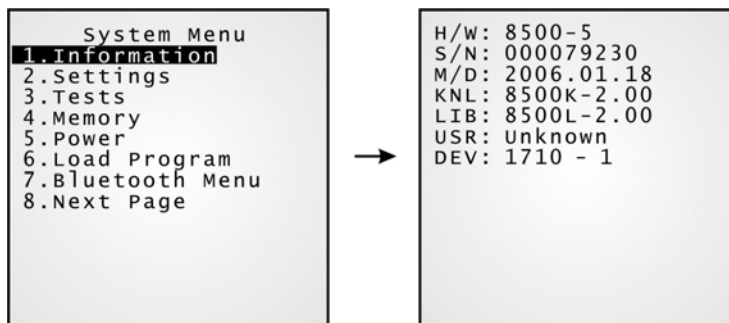 System Menu
1.Information
2.Settings
3.Tests
4.Memory
5.Power
6.Load Program
7.Bluetooth Menu
8.Next Page
H/W: 8500-5
S/N: 000079230
M/D: 2006.01.18
KNL: 8500K-2.00
LIB: 8500L-2.00
USR: Unknown
DEV: 1710 - 1